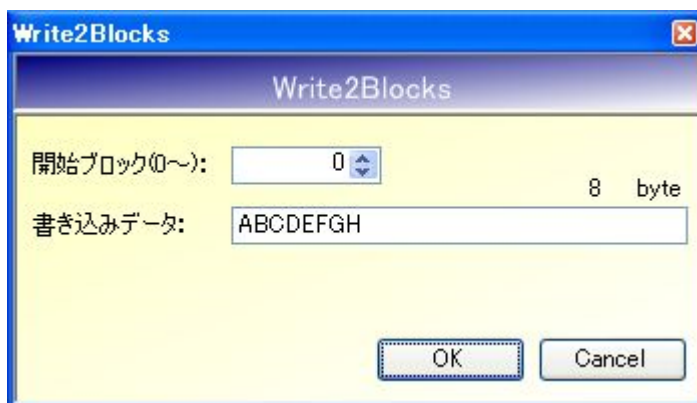 Write2Blocks
Write2Blocks
開始ブロック(0～):
0
8 byte
書き込みデータ:
ABCDEFGH
OK
Cancel